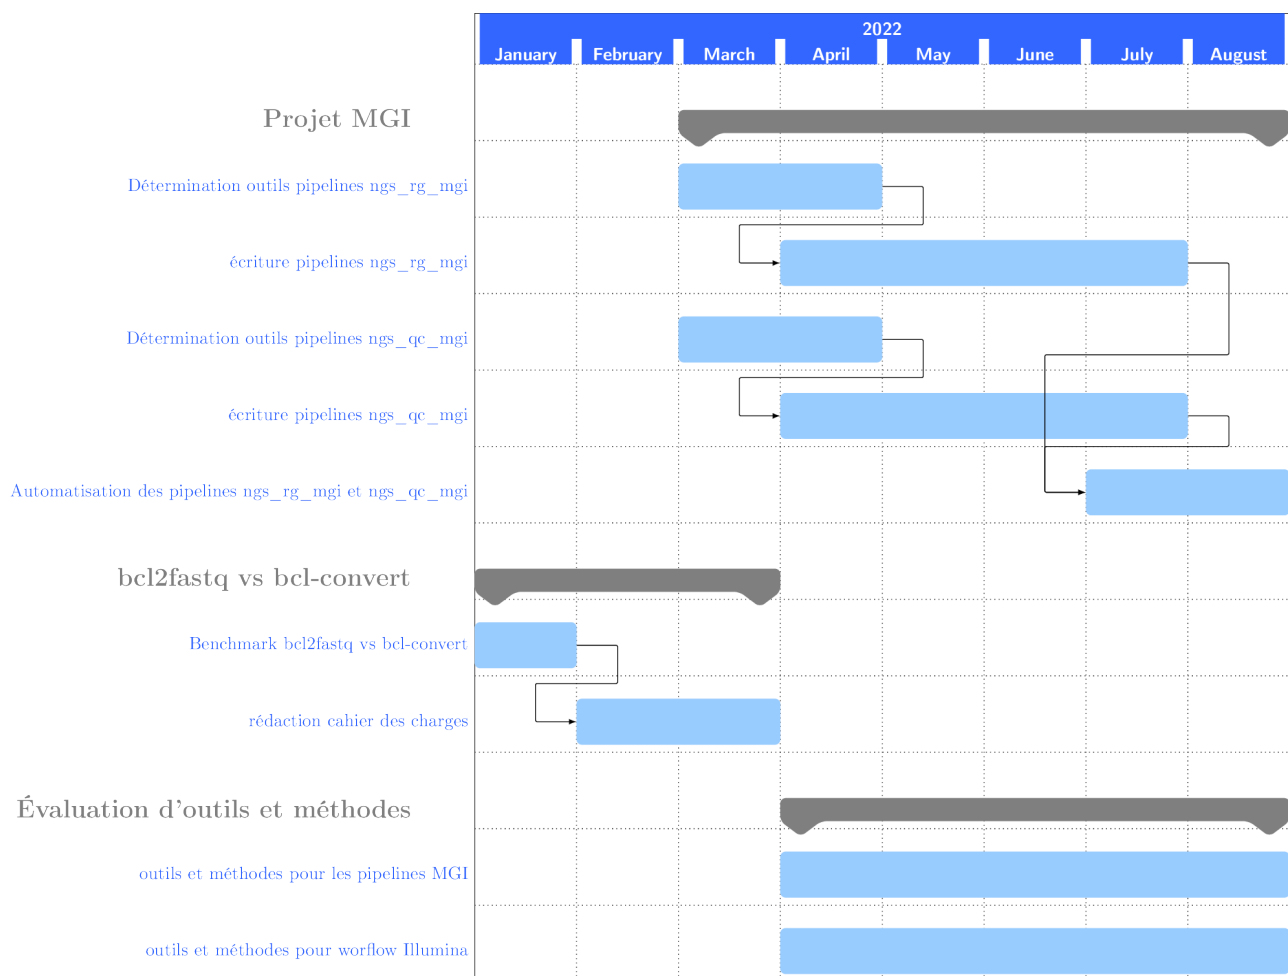 2022
January February March April May June July August
Projet MGI
Détermination outils pipelines ngs_rg_mgi
écriture pipelines ngs_rg_mgi
Détermination outils pipelines ngs_qc_mgi
écriture pipelines ngs_qc_mgi
Automatisation des pipelines ngs_rg_mgi et ngs_qc_mgi
bcl2fastq vs bcl-convert
Benchmark bcl2fastq vs bcl-convert
rédaction cahier des charges
Évaluation d'outils et méthodes
outils et méthodes pour les pipelines MGI
outils et méthodes pour worflow Illumina